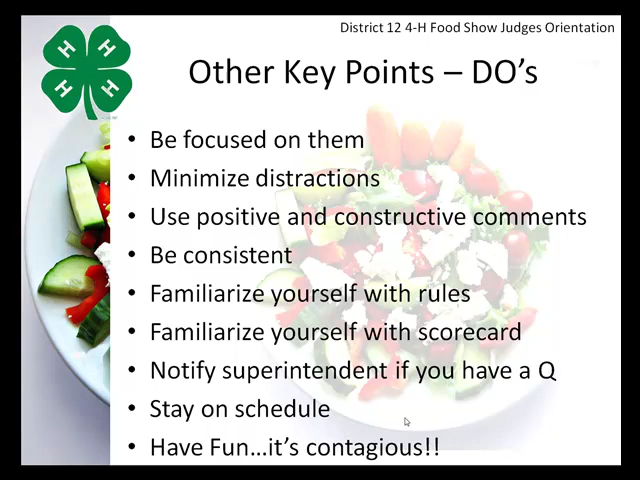 District 12 4-H Food Show Judges Orientation
H H
H H
Other Key Points – DO’s
• Be focused on them
• Minimize distractions
• Use positive and constructive comments
• Be consistent
• Familiarize yourself with rules
• Familiarize yourself with scorecard
• Notify superintendent if you have a Q
• Stay on schedule
• Have Fun…it’s contagious!!